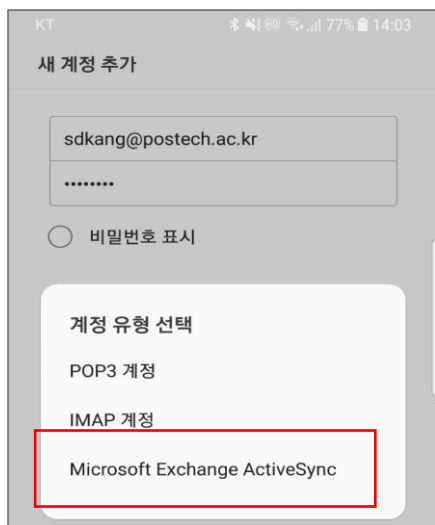 KT 77% 14:03
새 계정 추가
sdkang@postech.ac.kr
••••••••
비밀번호 표시
계정 유형 선택
POP3 계정
IMAP 계정
Microsoft Exchange ActiveSync